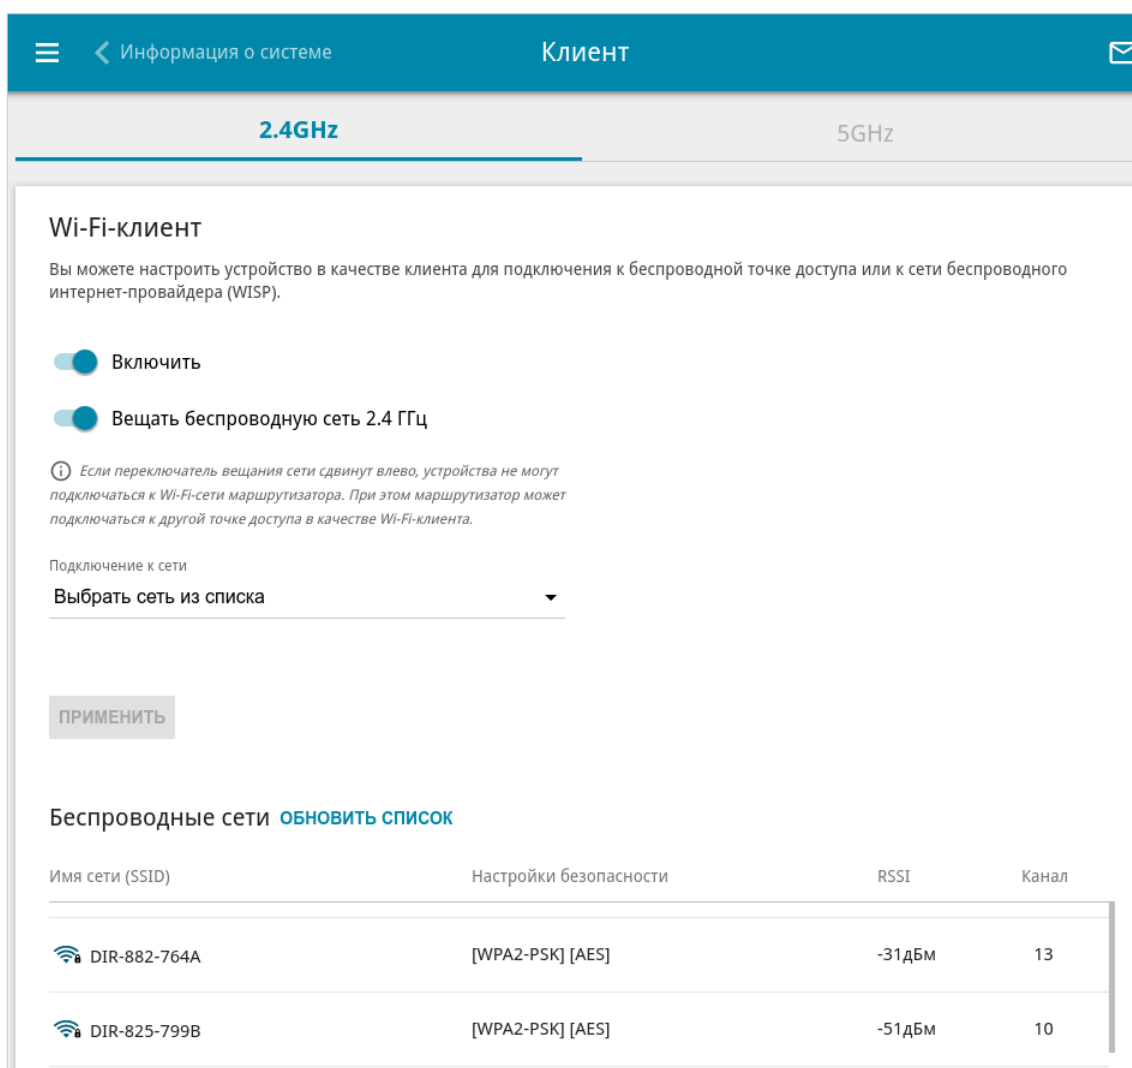 Информация о системе
Клиент
2.4GHz
5GHz
Wi-Fi-клиент
Вы можете настроить устройство в качестве клиента для подключения к беспроводной точке доступа или к сети беспроводного
интернет-провайдера (WISP).
Включить
Вещать беспроводную сеть 2.4 ГГц
Если переключатель вещания сети сдвинут влево, устройства не могут
подключаться к Wi-Fi-сети маршрутизатора. При этом маршрутизатор может
подключаться к другой точке доступа в качестве Wi-Fi-клиента.
Подключение к сети
Выбрать сеть из списка
ПРИМЕНИТЬ
Беспроводные сети ОБНОВИТЬ СПИСОК
Имя сети (SSID) Настройки безопасности RSSI Канал
DIR-882-764A [WPA2-PSK] [AES] -31дБм 13
DIR-825-799B [WPA2-PSK] [AES] -51дБм 10